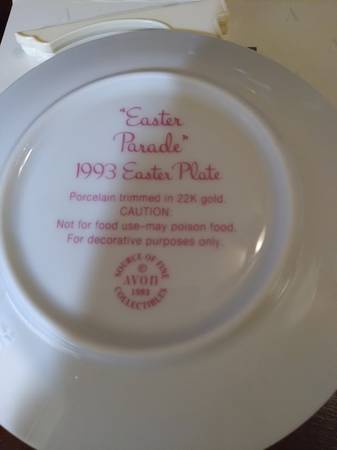 "Easter
Parade"
1993 Easter Plate
Porcelain trimmed in 22K gold.
CAUTION:
Not for food use-may poison food.
For decorative purposes only.
SOURCE OF FINE
©
AVON
1993
COLLECTIBLES